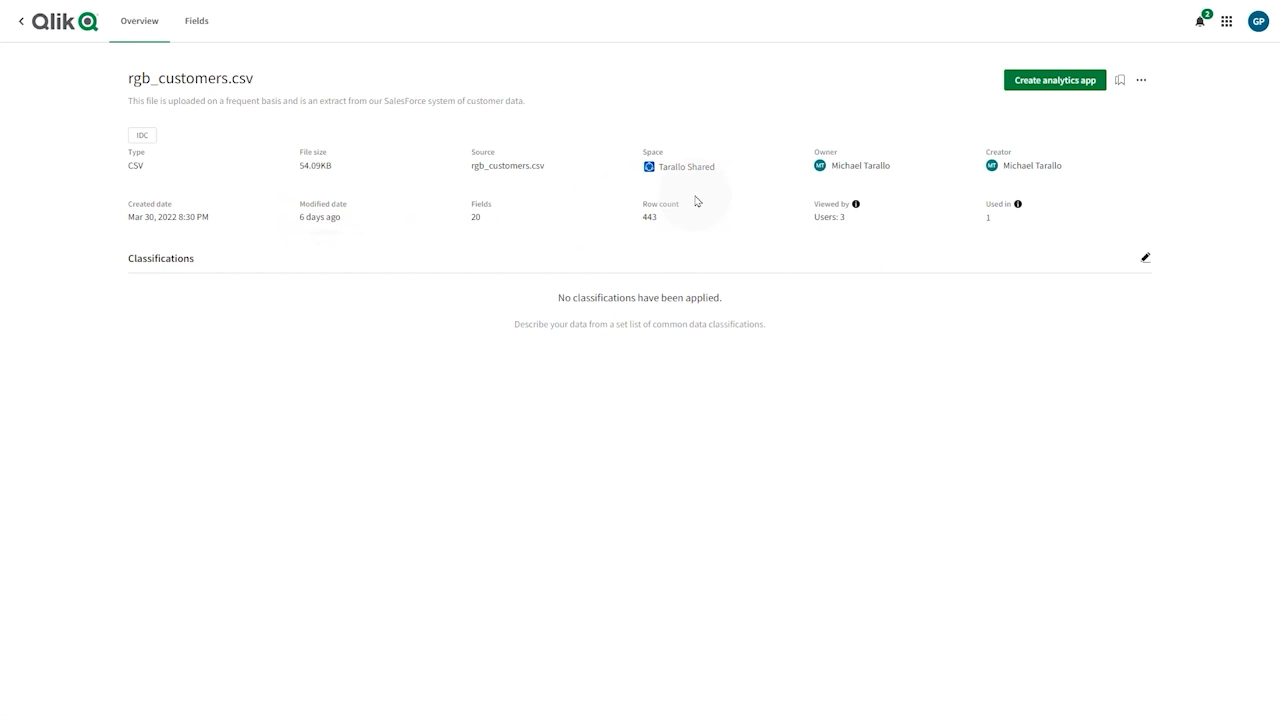 Qlik Overview Fields 2 GP
rgb_customers.csv
Create analytics app
This file is uploaded on a frequent basis and is an extract from our SalesForce system of customer data.
IDC
Type File size Source Space Owner Creator
CSV 54.09KB rgb_customers.csv Tarallo Shared MT Michael Tarallo MT Michael Tarallo
Created date Modified date Fields Row count Viewed by Used in
Mar 30, 2022 8:30 PM 6 days ago 20 443 Users: 3 1
Classifications
No classifications have been applied.
Describe your data from a set list of common data classifications.